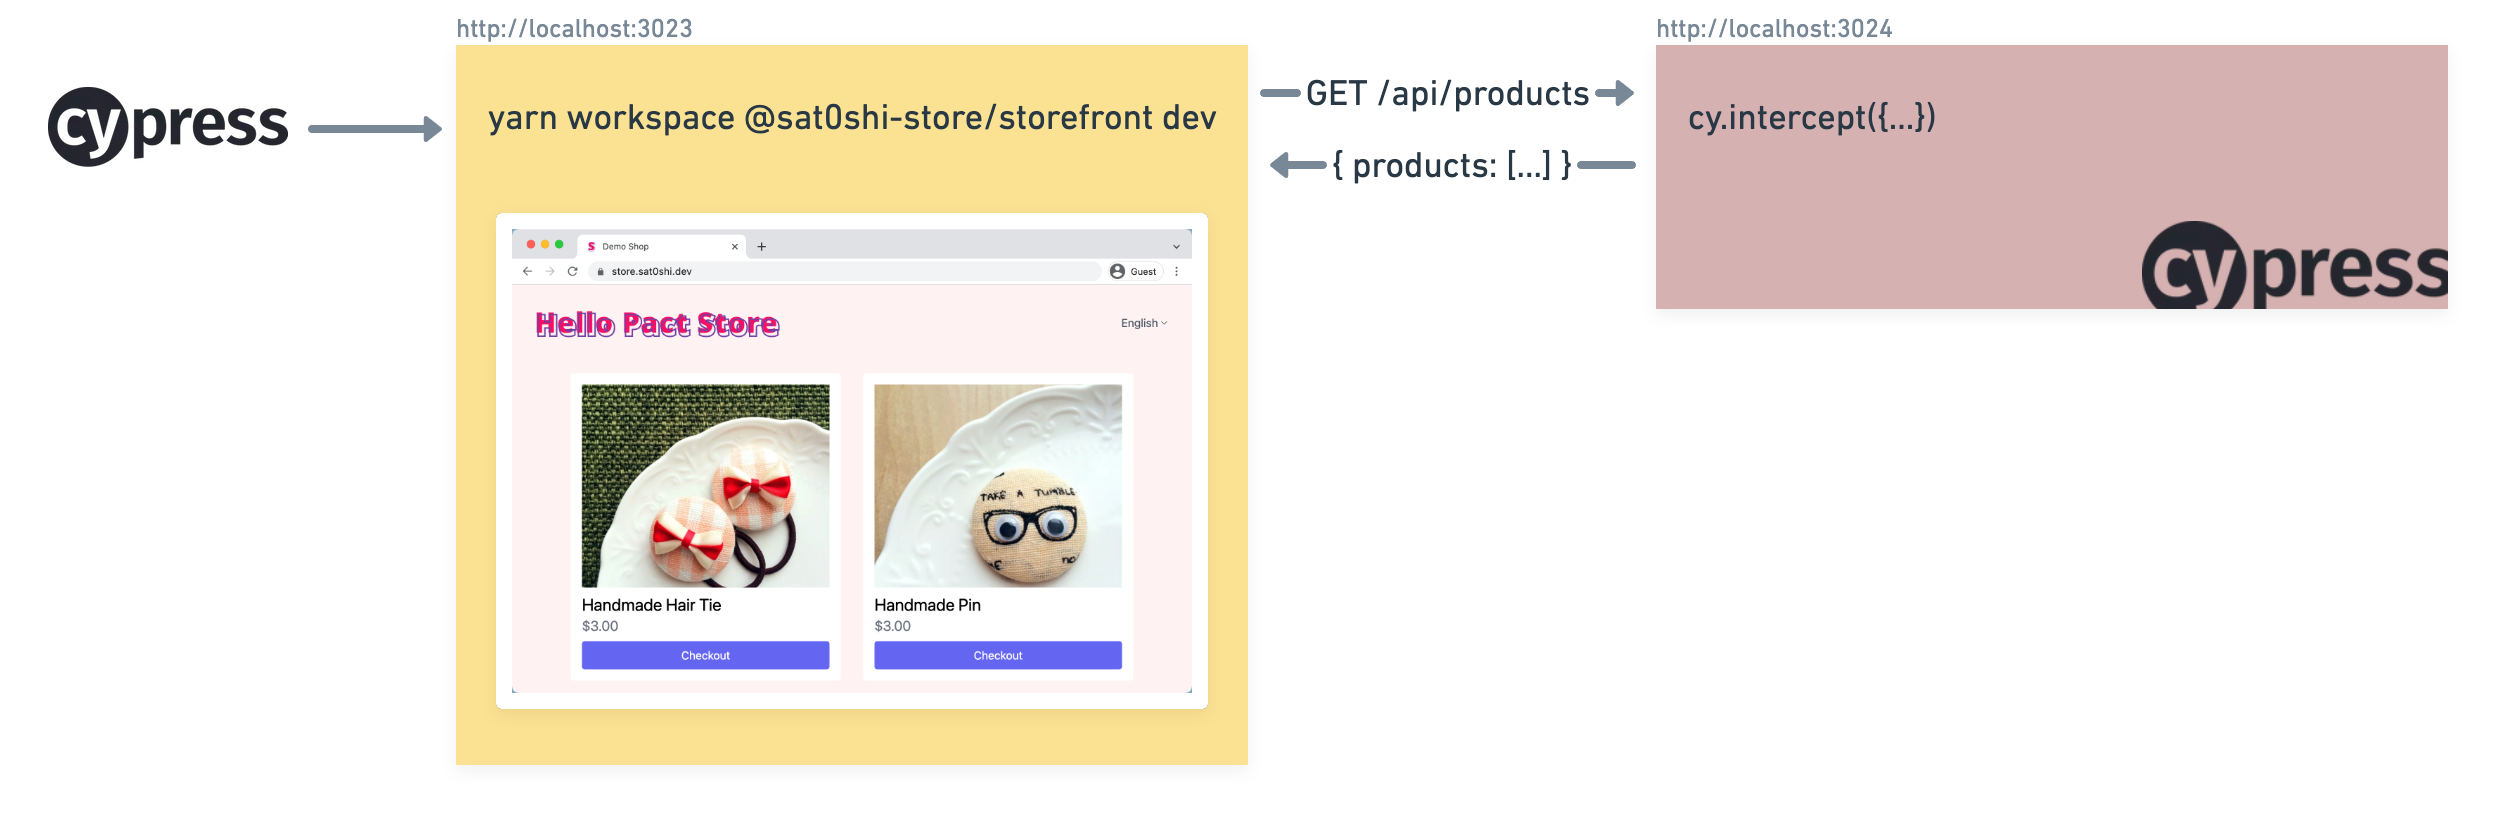 http://localhost:3023
http://localhost:3024
cypress
yarn workspace @sat0shi-store/storefront dev
GET /api/products
{ products: [...] }
cy.intercept({...})
cypress
S Demo Shop
store.sat0shi.dev
Guest
Hello Pact Store
English
TAKE A TUMBLE
Handmade Hair Tie
$3.00
Checkout
Handmade Pin
$3.00
Checkout